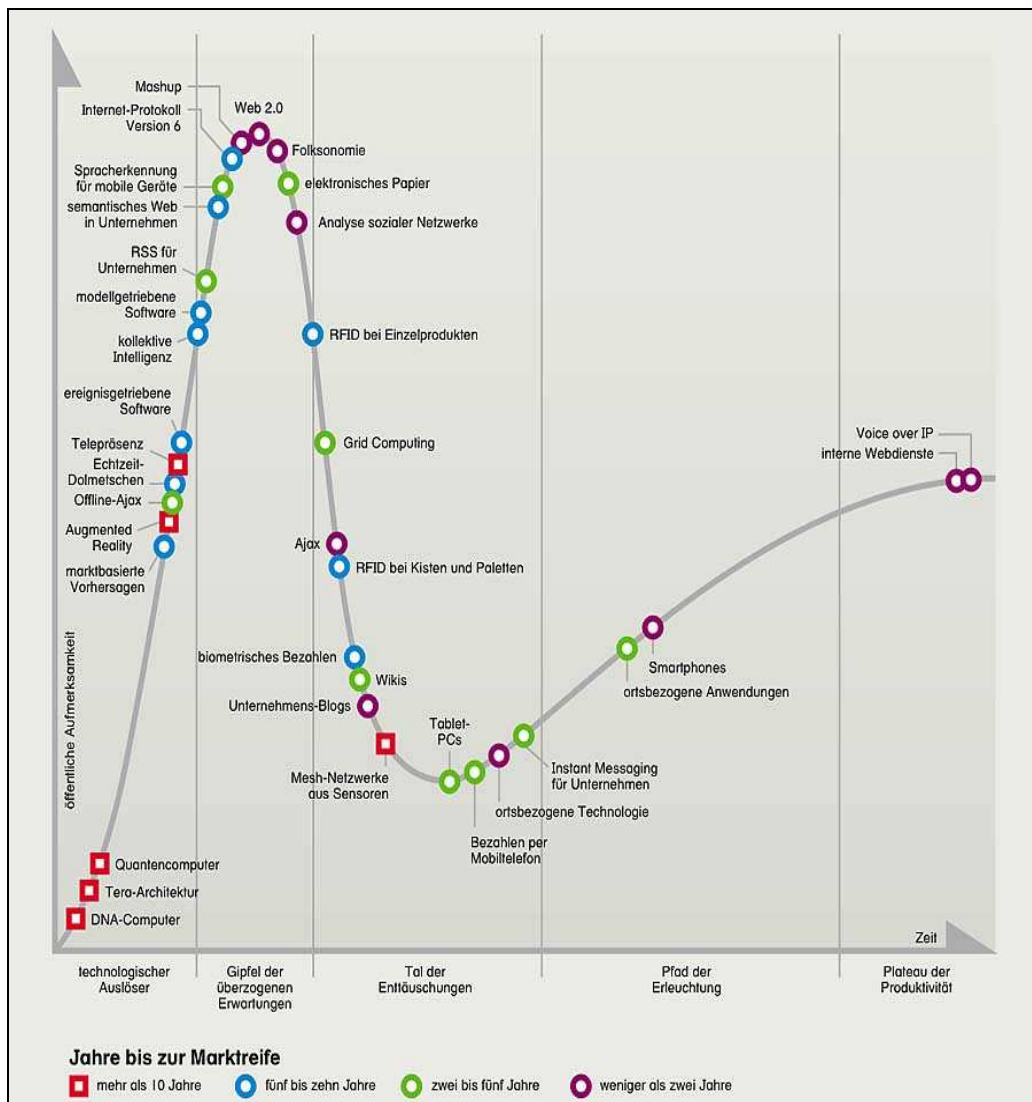 Mashup
Internet-Protokoll
Version 6
Web 2.0
Folksonomie
Spracherkennung
für mobile Geräte
elektronisches Papier
semantisches Web
in Unternehmen
Analyse sozialer Netzwerke
RSS für
Unternehmen
modellgetriebene
Software
kollektive
Intelligenz
RFID bei Einzelprodukten
ereignisgetriebene
Software
Telepräsenz
Echtzeit-
Dolmetschen
Offline-Ajax
Augmented
Reality
marktbasierte
Vorhersagen
Grid Computing
Voice over IP
interne Webdienste
Ajax
RFID bei Kisten und Paletten
biometrisches Bezahlen
Wikis
Unternehmens-Blogs
Mesh-Netzwerke
aus Sensoren
Tablet-
PCs
Smartphones
ortsbezogene Anwendungen
Instant Messaging
für Unternehmen
ortsbezogene Technologie
Bezahlen per
Mobiltelefon
öffentliche Aufmerksamkeit
Quantencomputer
Tera-Architektur
DNA-Computer
Zeit
technologischer
Auslöser
Gipfel der
überzogenen
Erwartungen
Tal der
Enttäuschungen
Pfad der
Erleuchtung
Plateau der
Produktivität
Jahre bis zur Marktreife
mehr als 10 Jahre
fünf bis zehn Jahre
zwei bis fünf Jahre
weniger als zwei Jahre